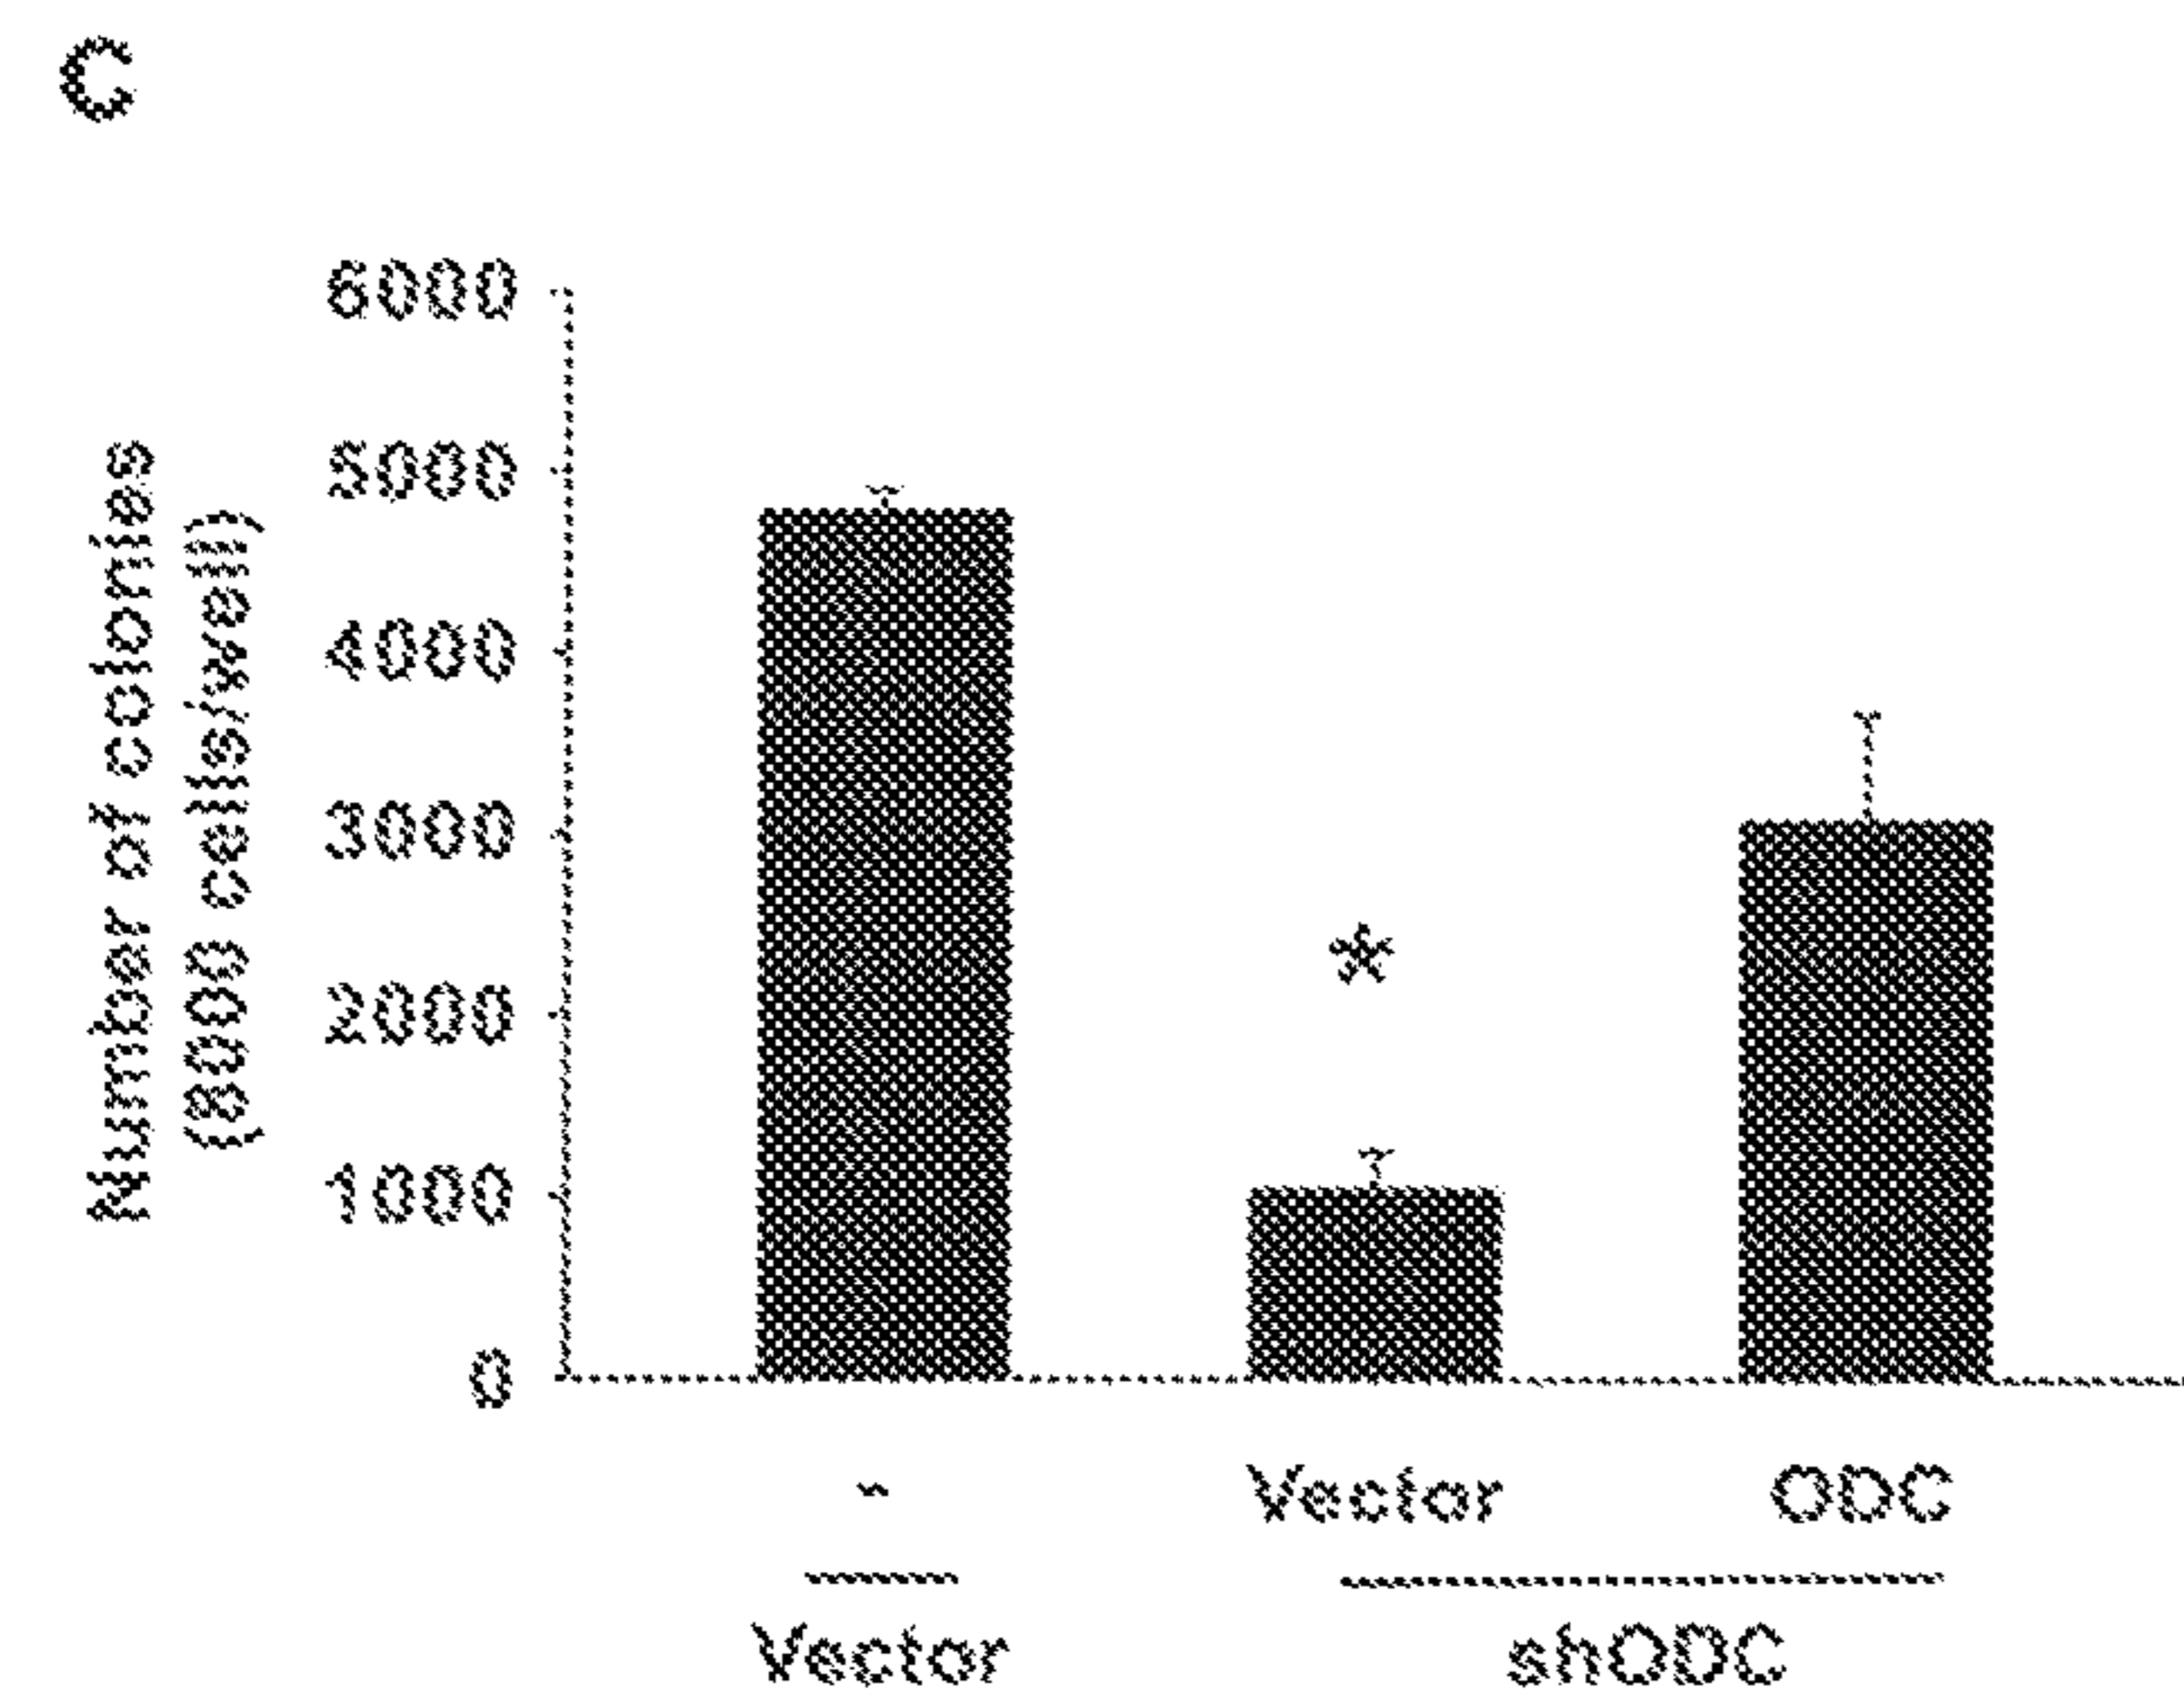 C
Number of colonies
(8000 cells/well)
6000
5000
4000
3000
2000
1000
0
*
- Vector ODC
Vector shODC